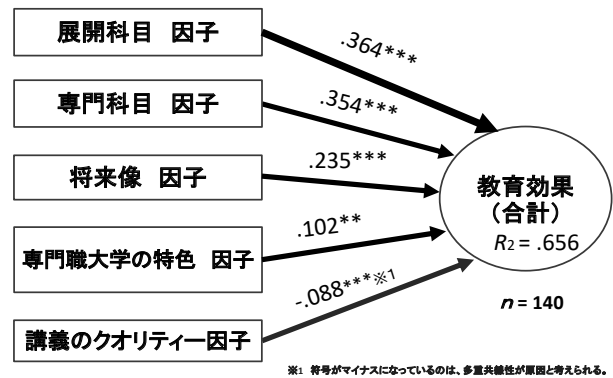 展開科目 因子
.364***
専門科目 因子
.354***
将来像 因子
.235***
教育効果
(合計)
R2 = .656
専門職大学の特色 因子
.102**
n = 140
講義のクオリティー因子
-.088***※1
※1 符号がマイナスになっているのは、多重共線性が原因と考えられる。